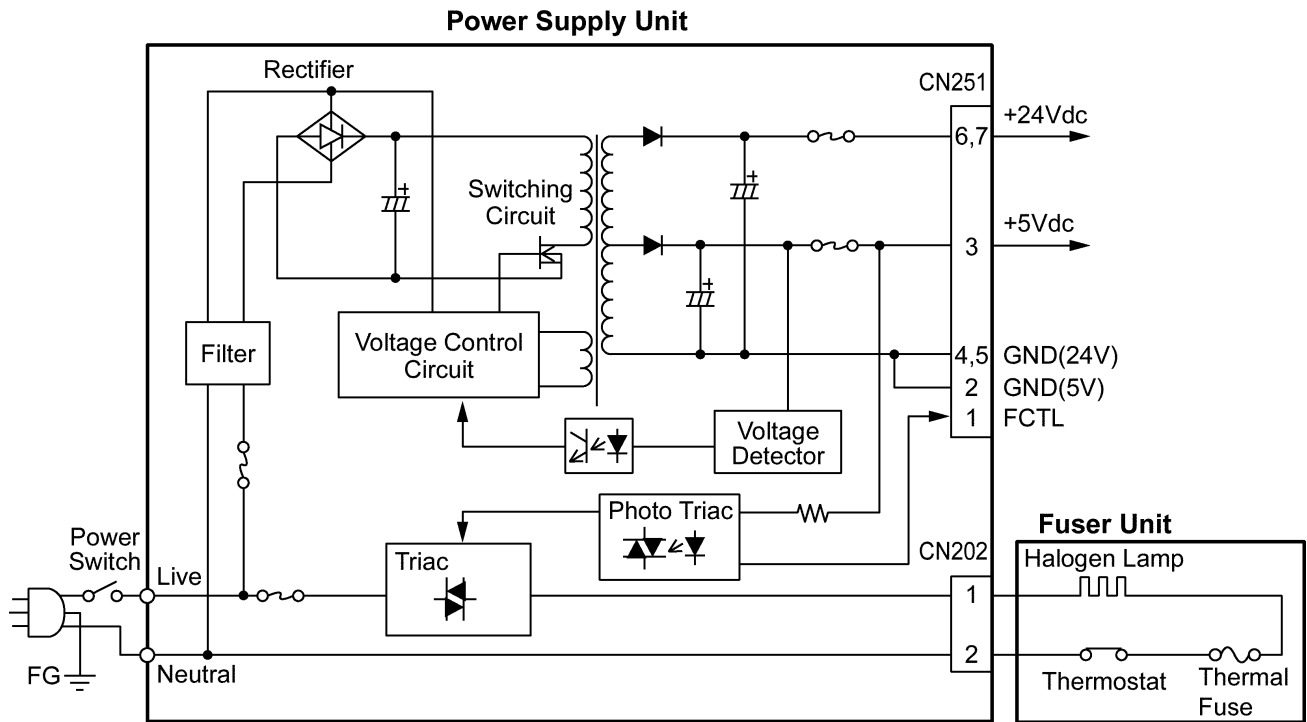 Power Supply Unit
Rectifier
CN251
+24Vdc
6,7
Switching
Circuit
+5Vdc
3
Filter
Voltage Control
Circuit
4,5
GND(24V)
2
GND(5V)
1
FCTL
Voltage
Detector
Photo Triac
Fuser Unit
Power
Switch
Triac
CN202
Halogen Lamp
Live
1
2
Neutral
FG
Thermostat
Thermal
Fuse
+
+
+